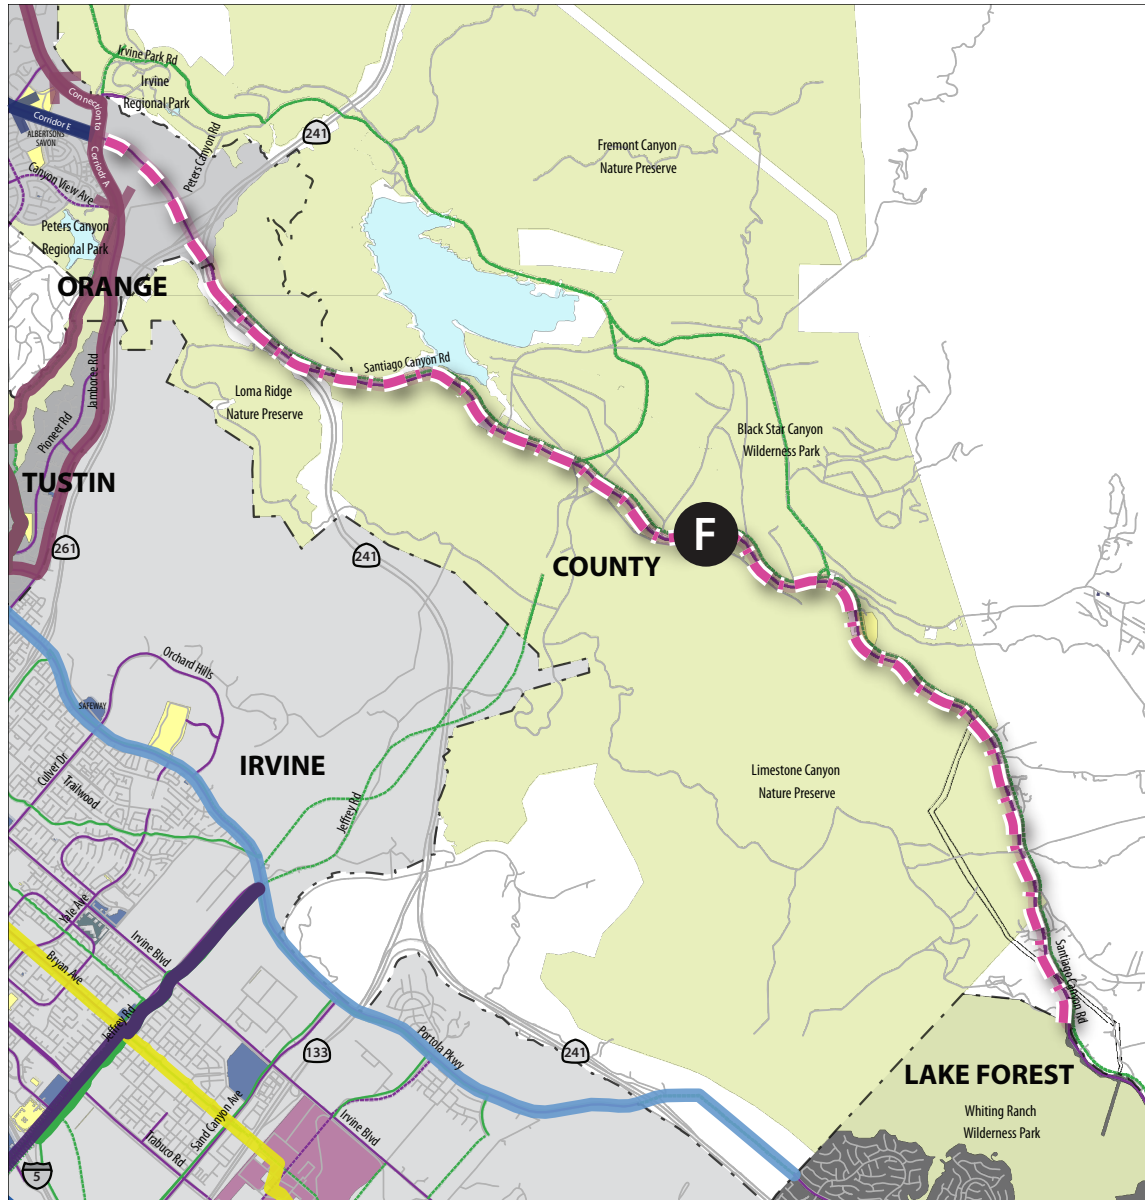 Irvine Park Rd
Irvine
Regional Park
Connection to
Corriodr A
Corridor E
ALBERTSONS
SAVON
Peters Canyon Rd
241
Fremont Canyon
Nature Preserve
Canyon View Ave
Peters Canyon
Regional Park
ORANGE
Santiago Canyon Rd
Jamboree Rd
Loma Ridge
Nature Preserve
Pioneer Rd
Black Star Canyon
Wilderness Park
TUSTIN
F
261
241
COUNTY
Orchard Hills
SAFEWAY
IRVINE
Culver Dr
Trailwood
Jeffrey Rd
Limestone Canyon
Nature Preserve
Yale Ave
Irvine Blvd
Bryan Ave
Santiago Canyon Rd
Jeffrey Rd
Portola Pkwy
133
241
LAKE FOREST
Sand Canyon Ave
Irvine Blvd
Whiting Ranch
Wilderness Park
Trabuco Rd
5